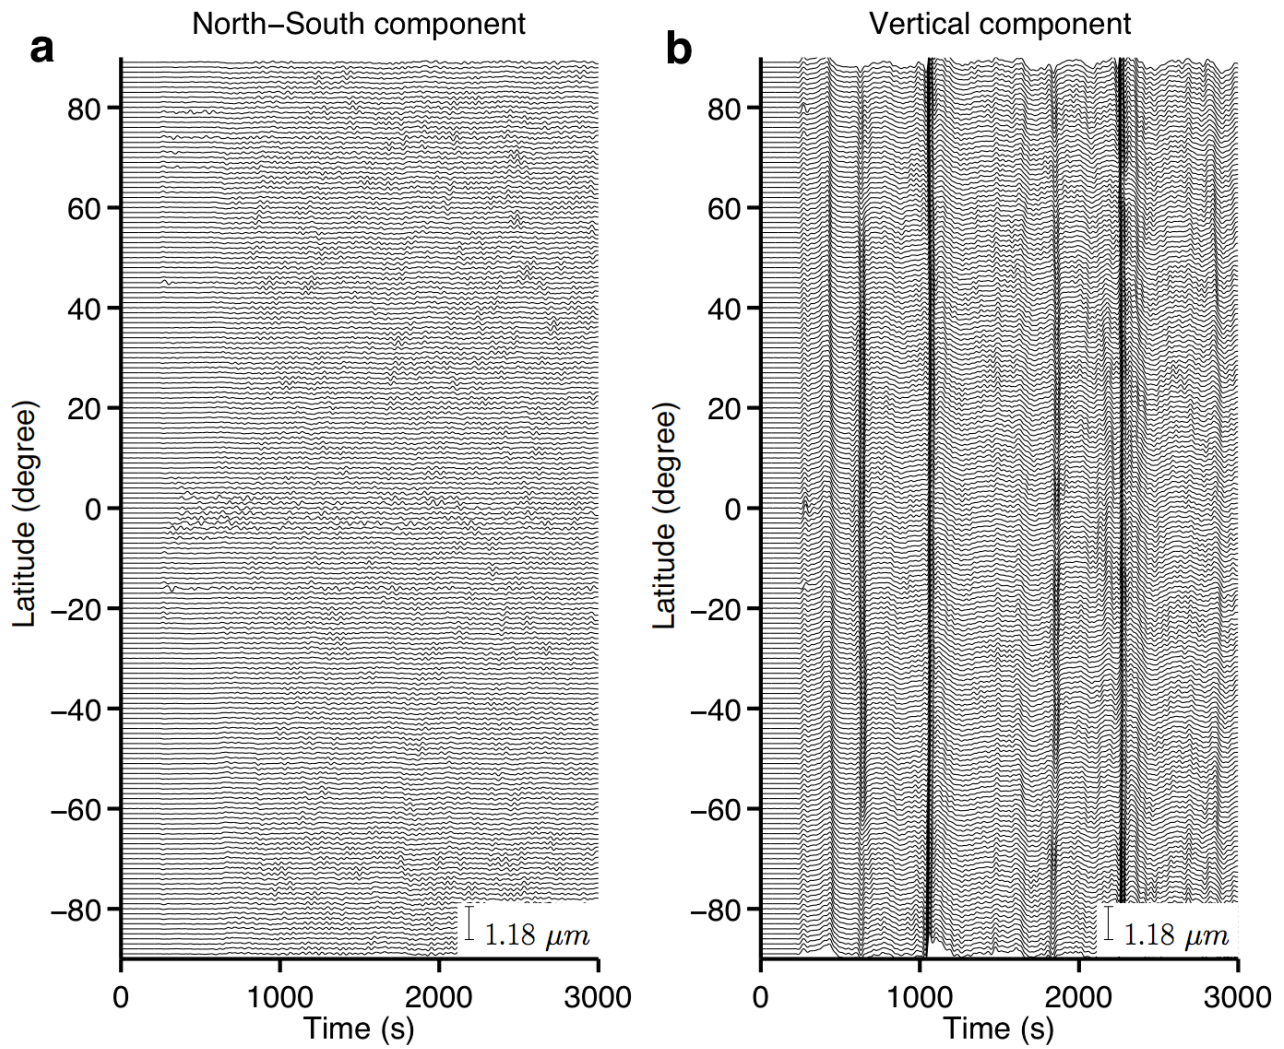 a
North−South component
Latitude (degree)
80
60
40
20
0
−20
−40
−60
−80
1.18 μm
0
1000
2000
3000
Time (s)
b
Vertical component
Latitude (degree)
80
60
40
20
0
−20
−40
−60
−80
1.18 μm
0
1000
2000
3000
Time (s)